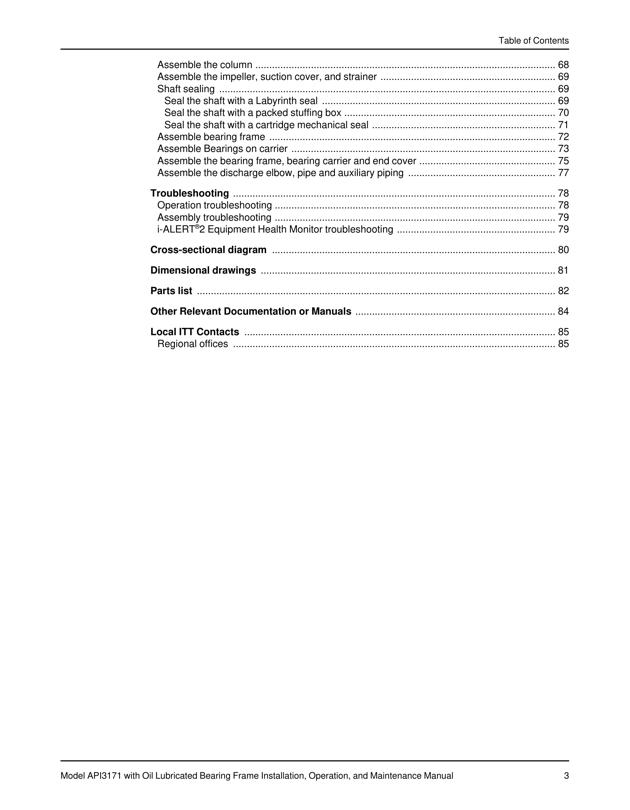 Table of Contents
Assemble the column ........ 68
Assemble the impeller, suction cover, and strainer ........ 69
Shaft sealing ........ 69
Seal the shaft with a Labyrinth seal ........ 69
Seal the shaft with a packed stuffing box ........ 70
Seal the shaft with a cartridge mechanical seal ........ 71
Assemble bearing frame ........ 72
Assemble Bearings on carrier ........ 73
Assemble the bearing frame, bearing carrier and end cover ........ 75
Assemble the discharge elbow, pipe and auxiliary piping ........ 77
Troubleshooting ........ 78
Operation troubleshooting ........ 78
Assembly troubleshooting ........ 79
i-ALERT®2 Equipment Health Monitor troubleshooting ........ 79
Cross-sectional diagram ........ 80
Dimensional drawings ........ 81
Parts list ........ 82
Other Relevant Documentation or Manuals ........ 84
Local ITT Contacts ........ 85
Regional offices ........ 85
Model API3171 with Oil Lubricated Bearing Frame Installation, Operation, and Maintenance Manual 3